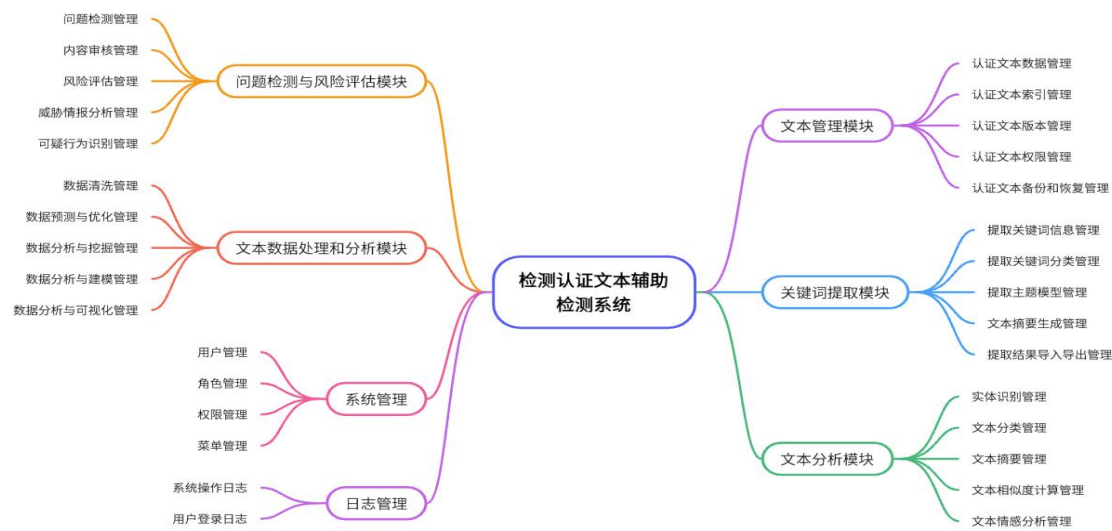 检测认证文本辅助
检测系统
问题检测与风险评估模块
问题检测管理
内容审核管理
风险评估管理
威胁情报分析管理
可疑行为识别管理
文本数据处理和分析模块
数据清洗管理
数据预测与优化管理
数据分析与挖掘管理
数据分析与建模管理
数据分析与可视化管理
系统管理
用户管理
角色管理
权限管理
菜单管理
日志管理
系统操作日志
用户登录日志
文本管理模块
认证文本数据管理
认证文本索引管理
认证文本版本管理
认证文本权限管理
认证文本备份和恢复管理
关键词提取模块
提取关键词信息管理
提取关键词分类管理
提取主题模型管理
文本摘要生成管理
提取结果导入导出管理
文本分析模块
实体识别管理
文本分类管理
文本摘要管理
文本相似度计算管理
文本情感分析管理